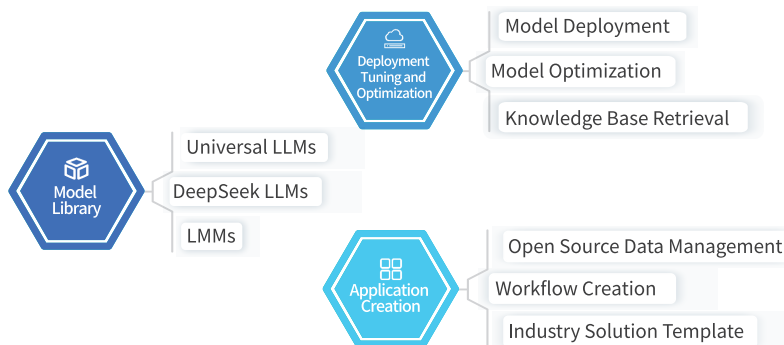 Deployment
Tuning and
Optimization
Model Deployment
Model Optimization
Knowledge Base Retrieval
Model
Library
Universal LLMs
DeepSeek LLMs
LMMs
Application
Creation
Open Source Data Management
Workflow Creation
Industry Solution Template